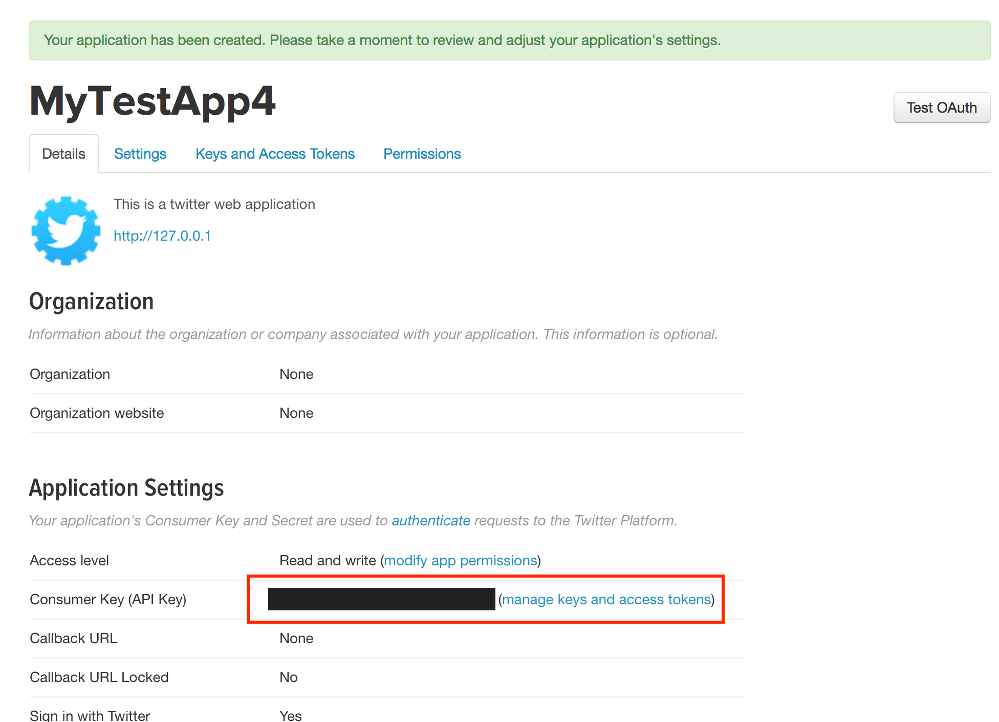 Your application has been created. Please take a moment to review and adjust your application's settings.
MyTestApp4
Test OAuth
Details Settings Keys and Access Tokens Permissions
This is a twitter web application
http://127.0.0.1
Organization
Information about the organization or company associated with your application. This information is optional.
Organization None
Organization website None
Application Settings
Your application's Consumer Key and Secret are used to authenticate requests to the Twitter Platform.
Access level Read and write (modify app permissions)
Consumer Key (API Key) (manage keys and access tokens)
Callback URL None
Callback URL Locked No
Sign in with Twitter Yes